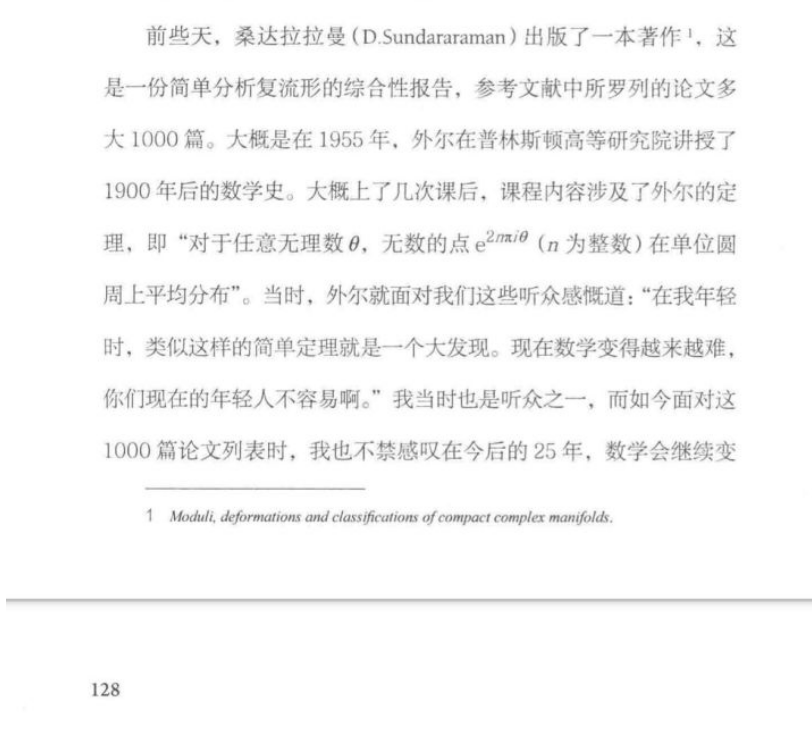 前些天，桑达拉拉曼（D.Sundararaman）出版了一本著作¹，这
是一份简单分析复流形的综合性报告，参考文献中所罗列的论文多
大 1000 篇。大概是在 1955 年，外尔在普林斯顿高等研究院讲授了
1900 年后的数学史。大概上了几次课后，课程内容涉及了外尔的定
理，即“对于任意无理数 θ，无数的点 e^{2nπiθ}（n 为整数）在单位圆
周上平均分布”。当时，外尔就面对我们这些听众感慨道：“在我年轻
时，类似这样的简单定理就是一个大发现。现在数学变得越来越难，
你们现在的年轻人不容易啊。”我当时也是听众之一，而如今面对这
1000 篇论文列表时，我也不禁感叹在今后的 25 年，数学会继续变
1 Moduli, deformations and classifications of compact complex manifolds.
128